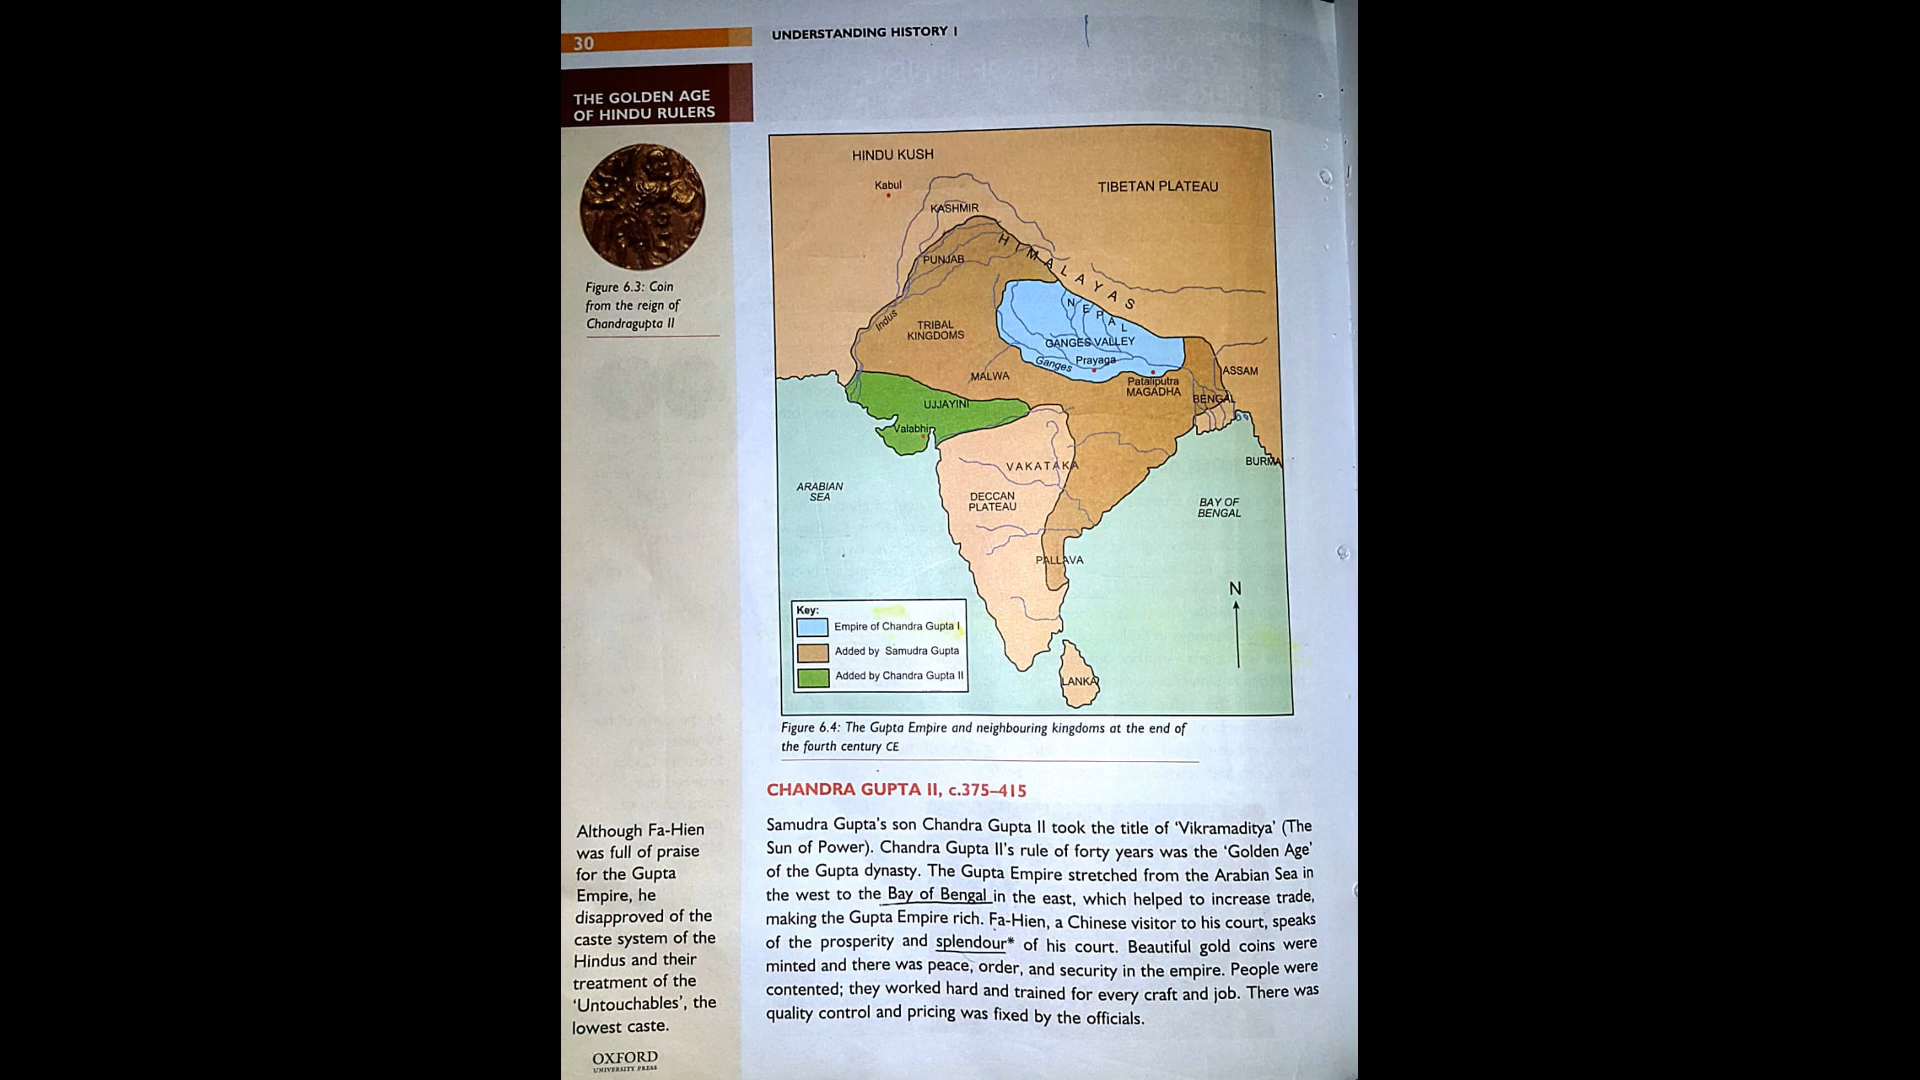 30
UNDERSTANDING HISTORY I
THE GOLDEN AGE
OF HINDU RULERS
Figure 6.3: Coin
from the reign of
Chandragupta II
HINDU KUSH
Kabul
TIBETAN PLATEAU
KASHMIR
HIMALAYAS
PUNJAB
NEPAL
Indus
TRIBAL
KINGDOMS
GANGES VALLEY
Ganges
Prayaga
MALWA
Pataliputra
MAGADHA
ASSAM
BENGAL
UJJAYINI
Valabhi
BURMA
VAKATAKA
ARABIAN
SEA
DECCAN
PLATEAU
BAY OF
BENGAL
PALLAVA
N
Key:
Empire of Chandra Gupta I
Added by Samudra Gupta
Added by Chandra Gupta II
LANKA
Figure 6.4: The Gupta Empire and neighbouring kingdoms at the end of
the fourth century CE
CHANDRA GUPTA II, c.375–415
Samudra Gupta's son Chandra Gupta II took the title of 'Vikramaditya' (The
Sun of Power). Chandra Gupta II's rule of forty years was the 'Golden Age'
of the Gupta dynasty. The Gupta Empire stretched from the Arabian Sea in
the west to the Bay of Bengal in the east, which helped to increase trade,
making the Gupta Empire rich. Fa-Hien, a Chinese visitor to his court, speaks
of the prosperity and splendour* of his court. Beautiful gold coins were
minted and there was peace, order, and security in the empire. People were
contented; they worked hard and trained for every craft and job. There was
quality control and pricing was fixed by the officials.
Although Fa-Hien
was full of praise
for the Gupta
Empire, he
disapproved of the
caste system of the
Hindus and their
treatment of the
'Untouchables', the
lowest caste.
OXFORD
UNIVERSITY PRESS